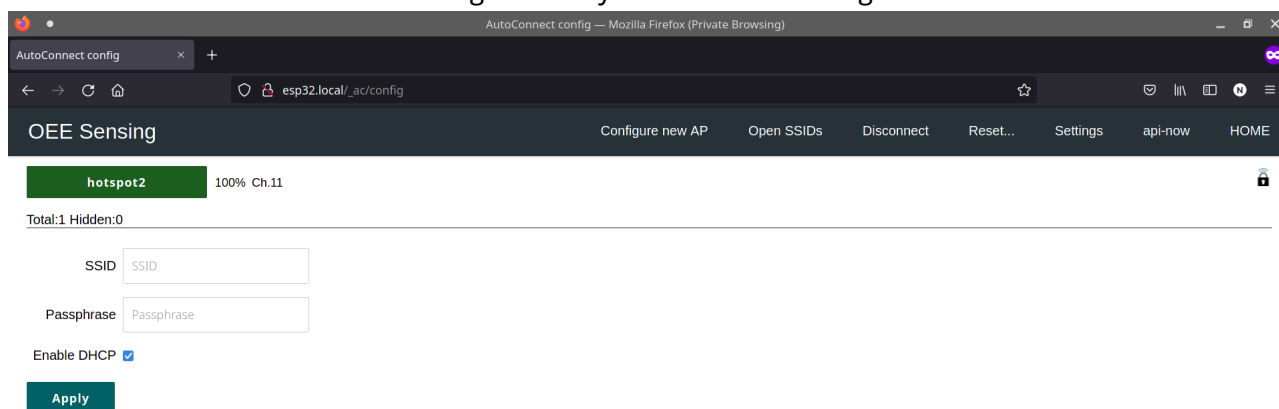 AutoConnect config — Mozilla Firefox (Private Browsing)
AutoConnect config
esp32.local/_ac/config
N
OEE Sensing Configure new AP Open SSIDs Disconnect Reset... Settings api-now HOME
hotspot2 100% Ch.11
Total:1 Hidden:0
SSID SSID
Passphrase Passphrase
Enable DHCP
Apply